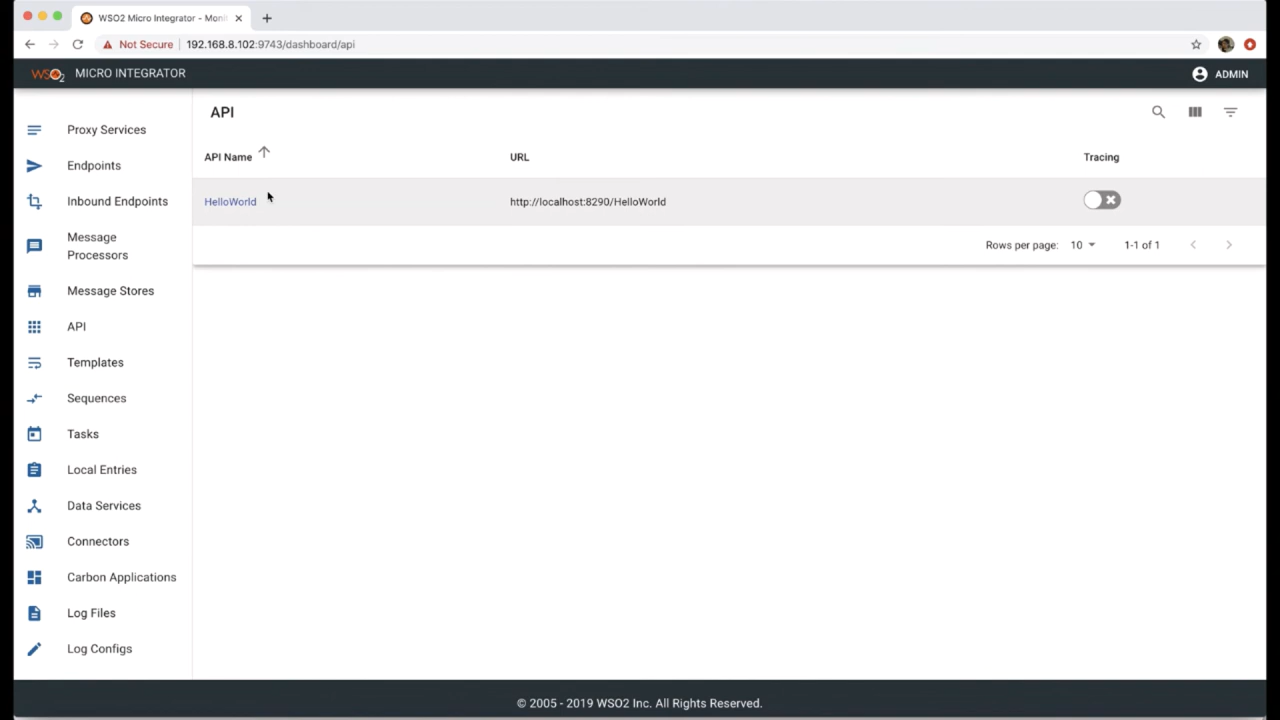 WSO2 Micro Integrator - Moni
Not Secure
192.168.8.102:9743/dashboard/api
WSO2 MICRO INTEGRATOR
ADMIN
Proxy Services
Endpoints
Inbound Endpoints
Message
Processors
Message Stores
API
Templates
Sequences
Tasks
Local Entries
Data Services
Connectors
Carbon Applications
Log Files
Log Configs
API
API Name URL Tracing
HelloWorld http://localhost:8290/HelloWorld
Rows per page: 10 1-1 of 1
© 2005 - 2019 WSO2 Inc. All Rights Reserved.